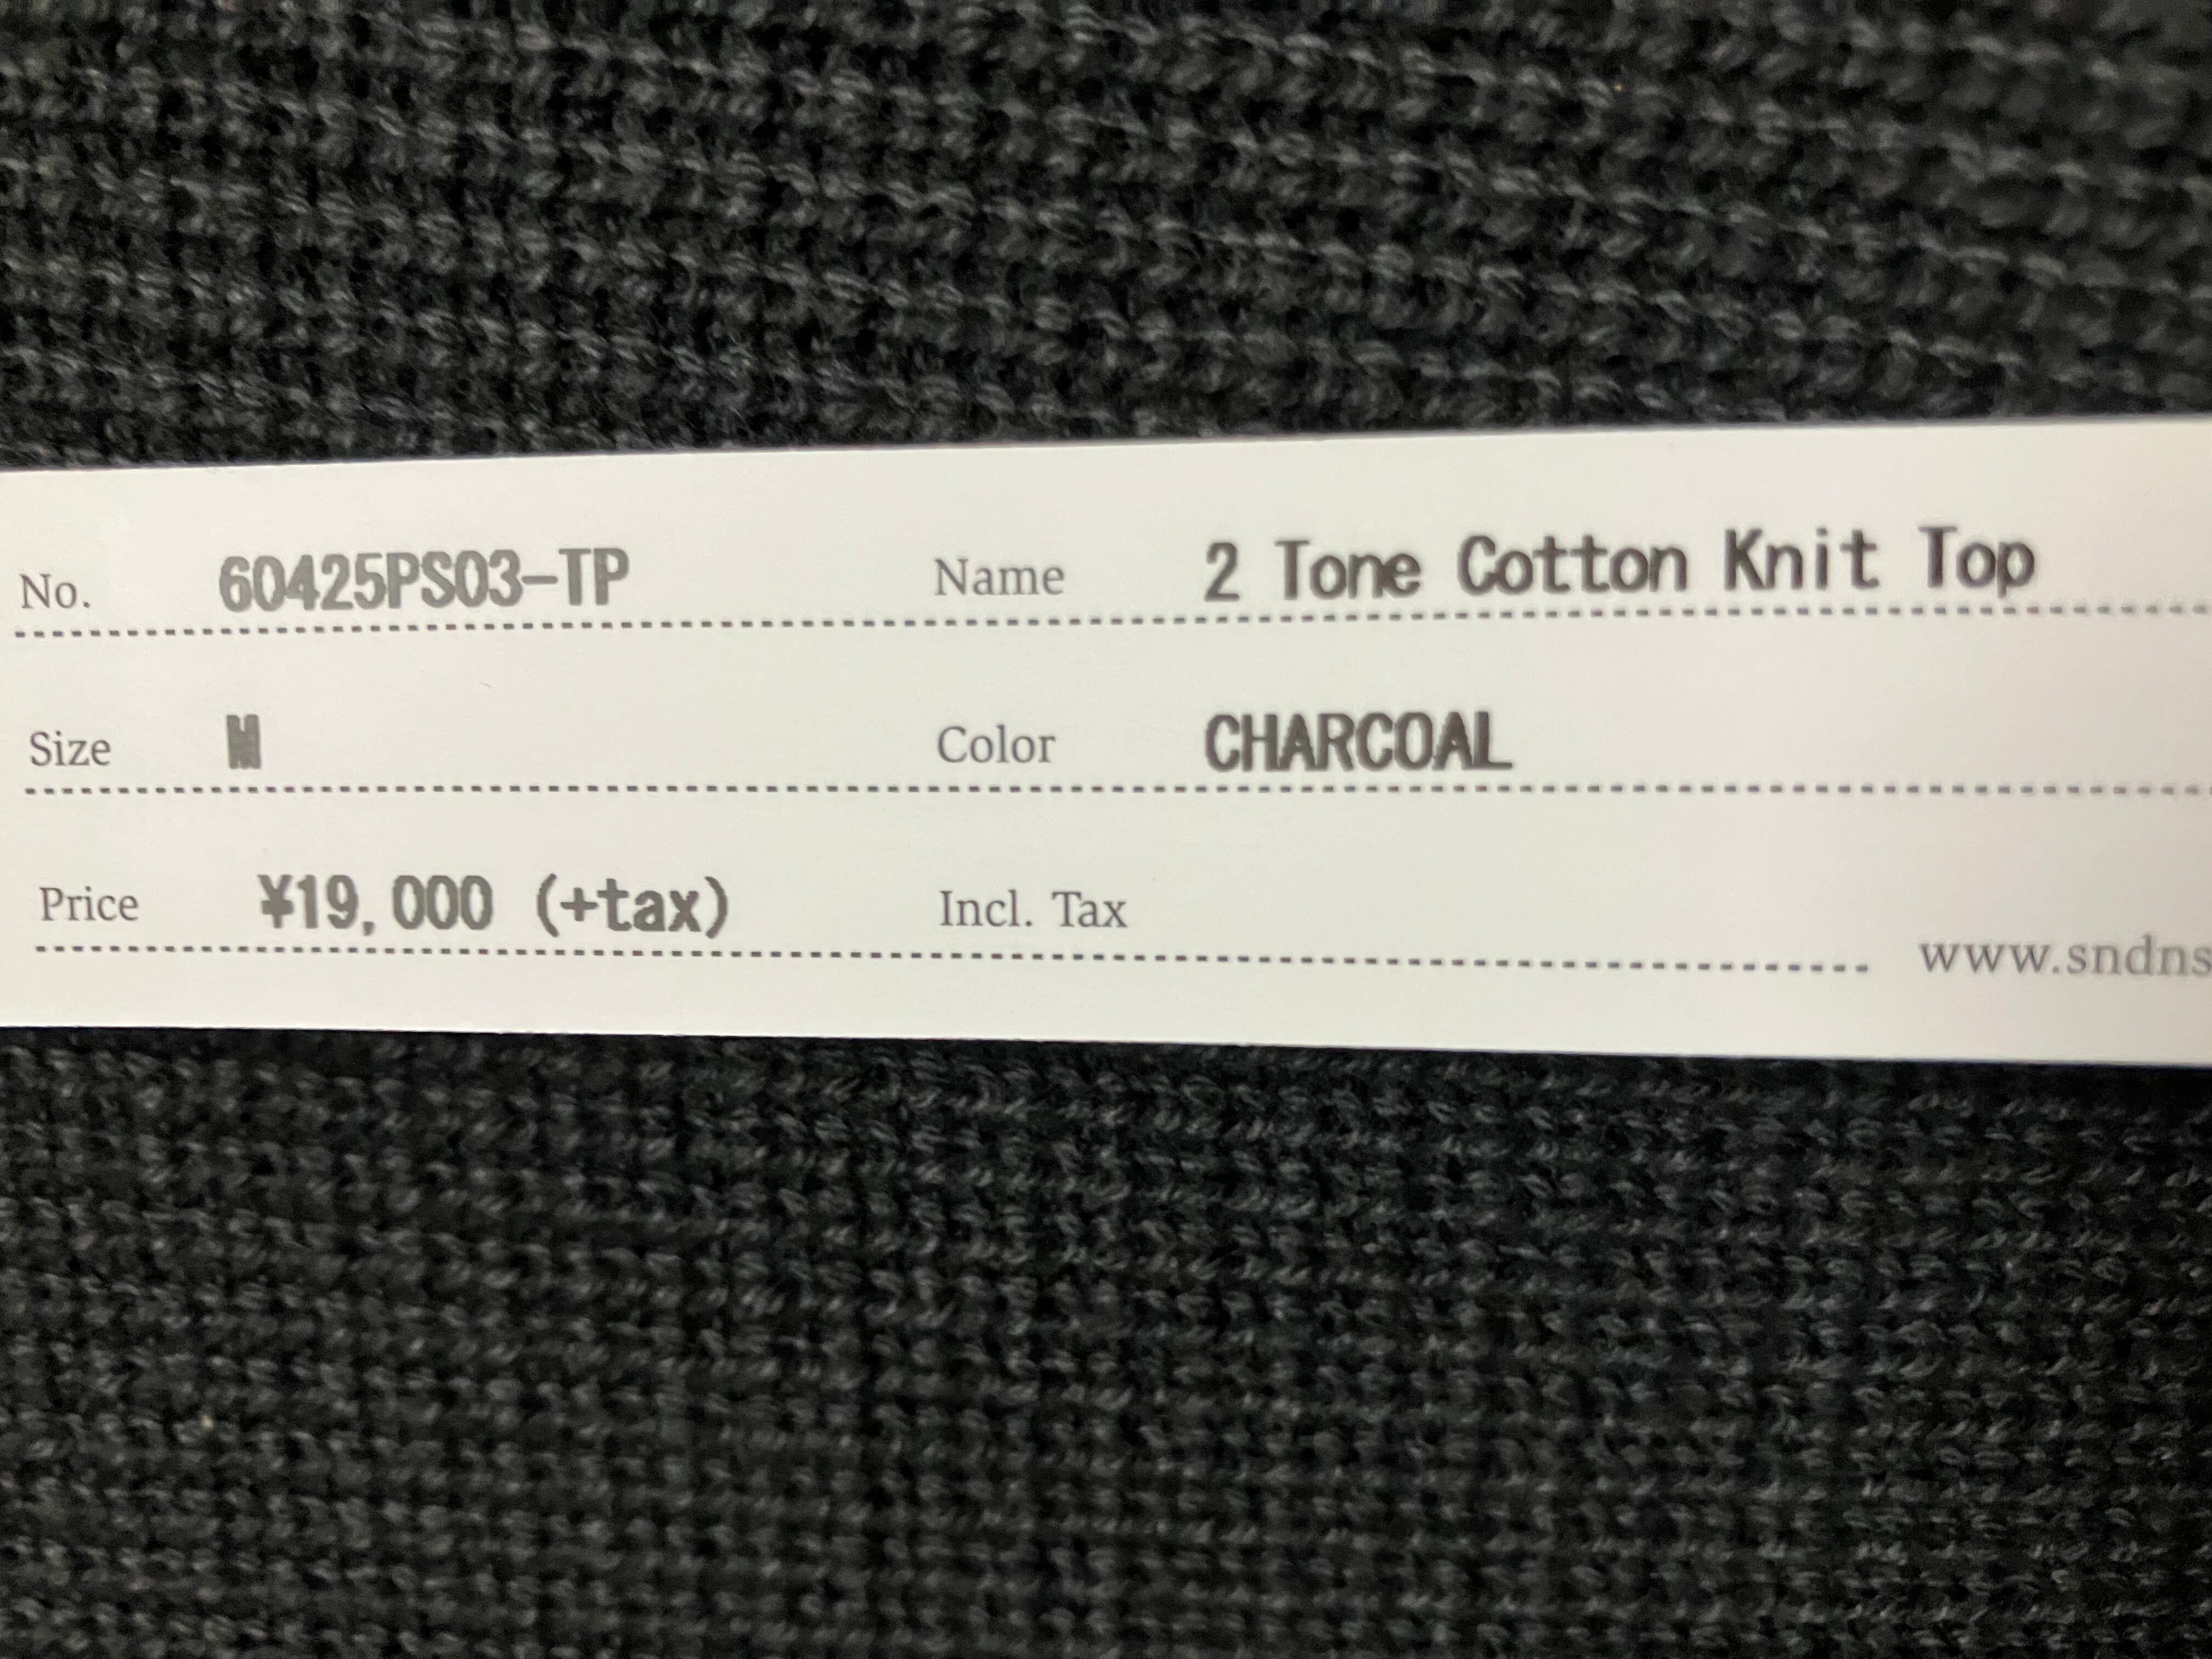 No. 60425PS03-TP Name 2 Tone Cotton Knit Top
Size M Color CHARCOAL
Price ¥19,000 (+tax) Incl. Tax
www.sndns